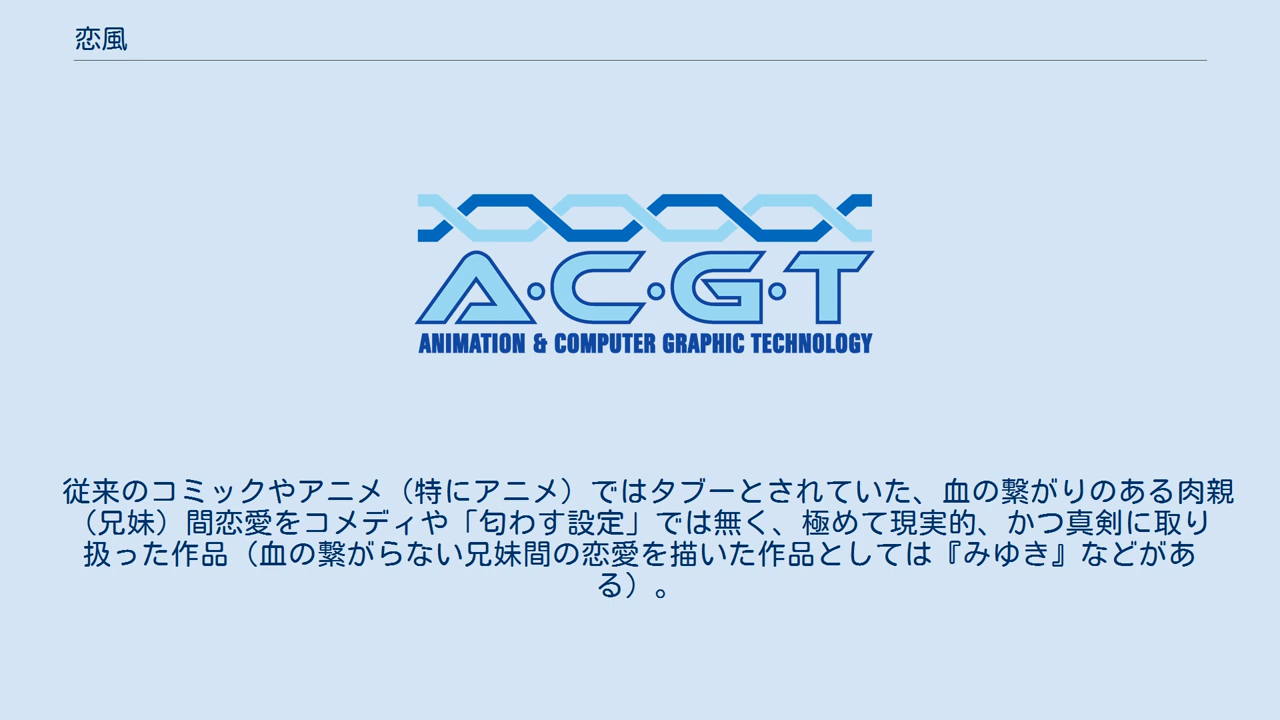 恋風
A・C・G・T
ANIMATION & COMPUTER GRAPHIC TECHNOLOGY
従来のコミックやアニメ（特にアニメ）ではタブーとされていた、血の繋がりのある肉親
（兄妹）間恋愛をコメディや「匂わす設定」では無く、極めて現実的、かつ真剣に取り
扱った作品（血の繋がらない兄妹間の恋愛を描いた作品としては『みゆき』などがあ
る）。